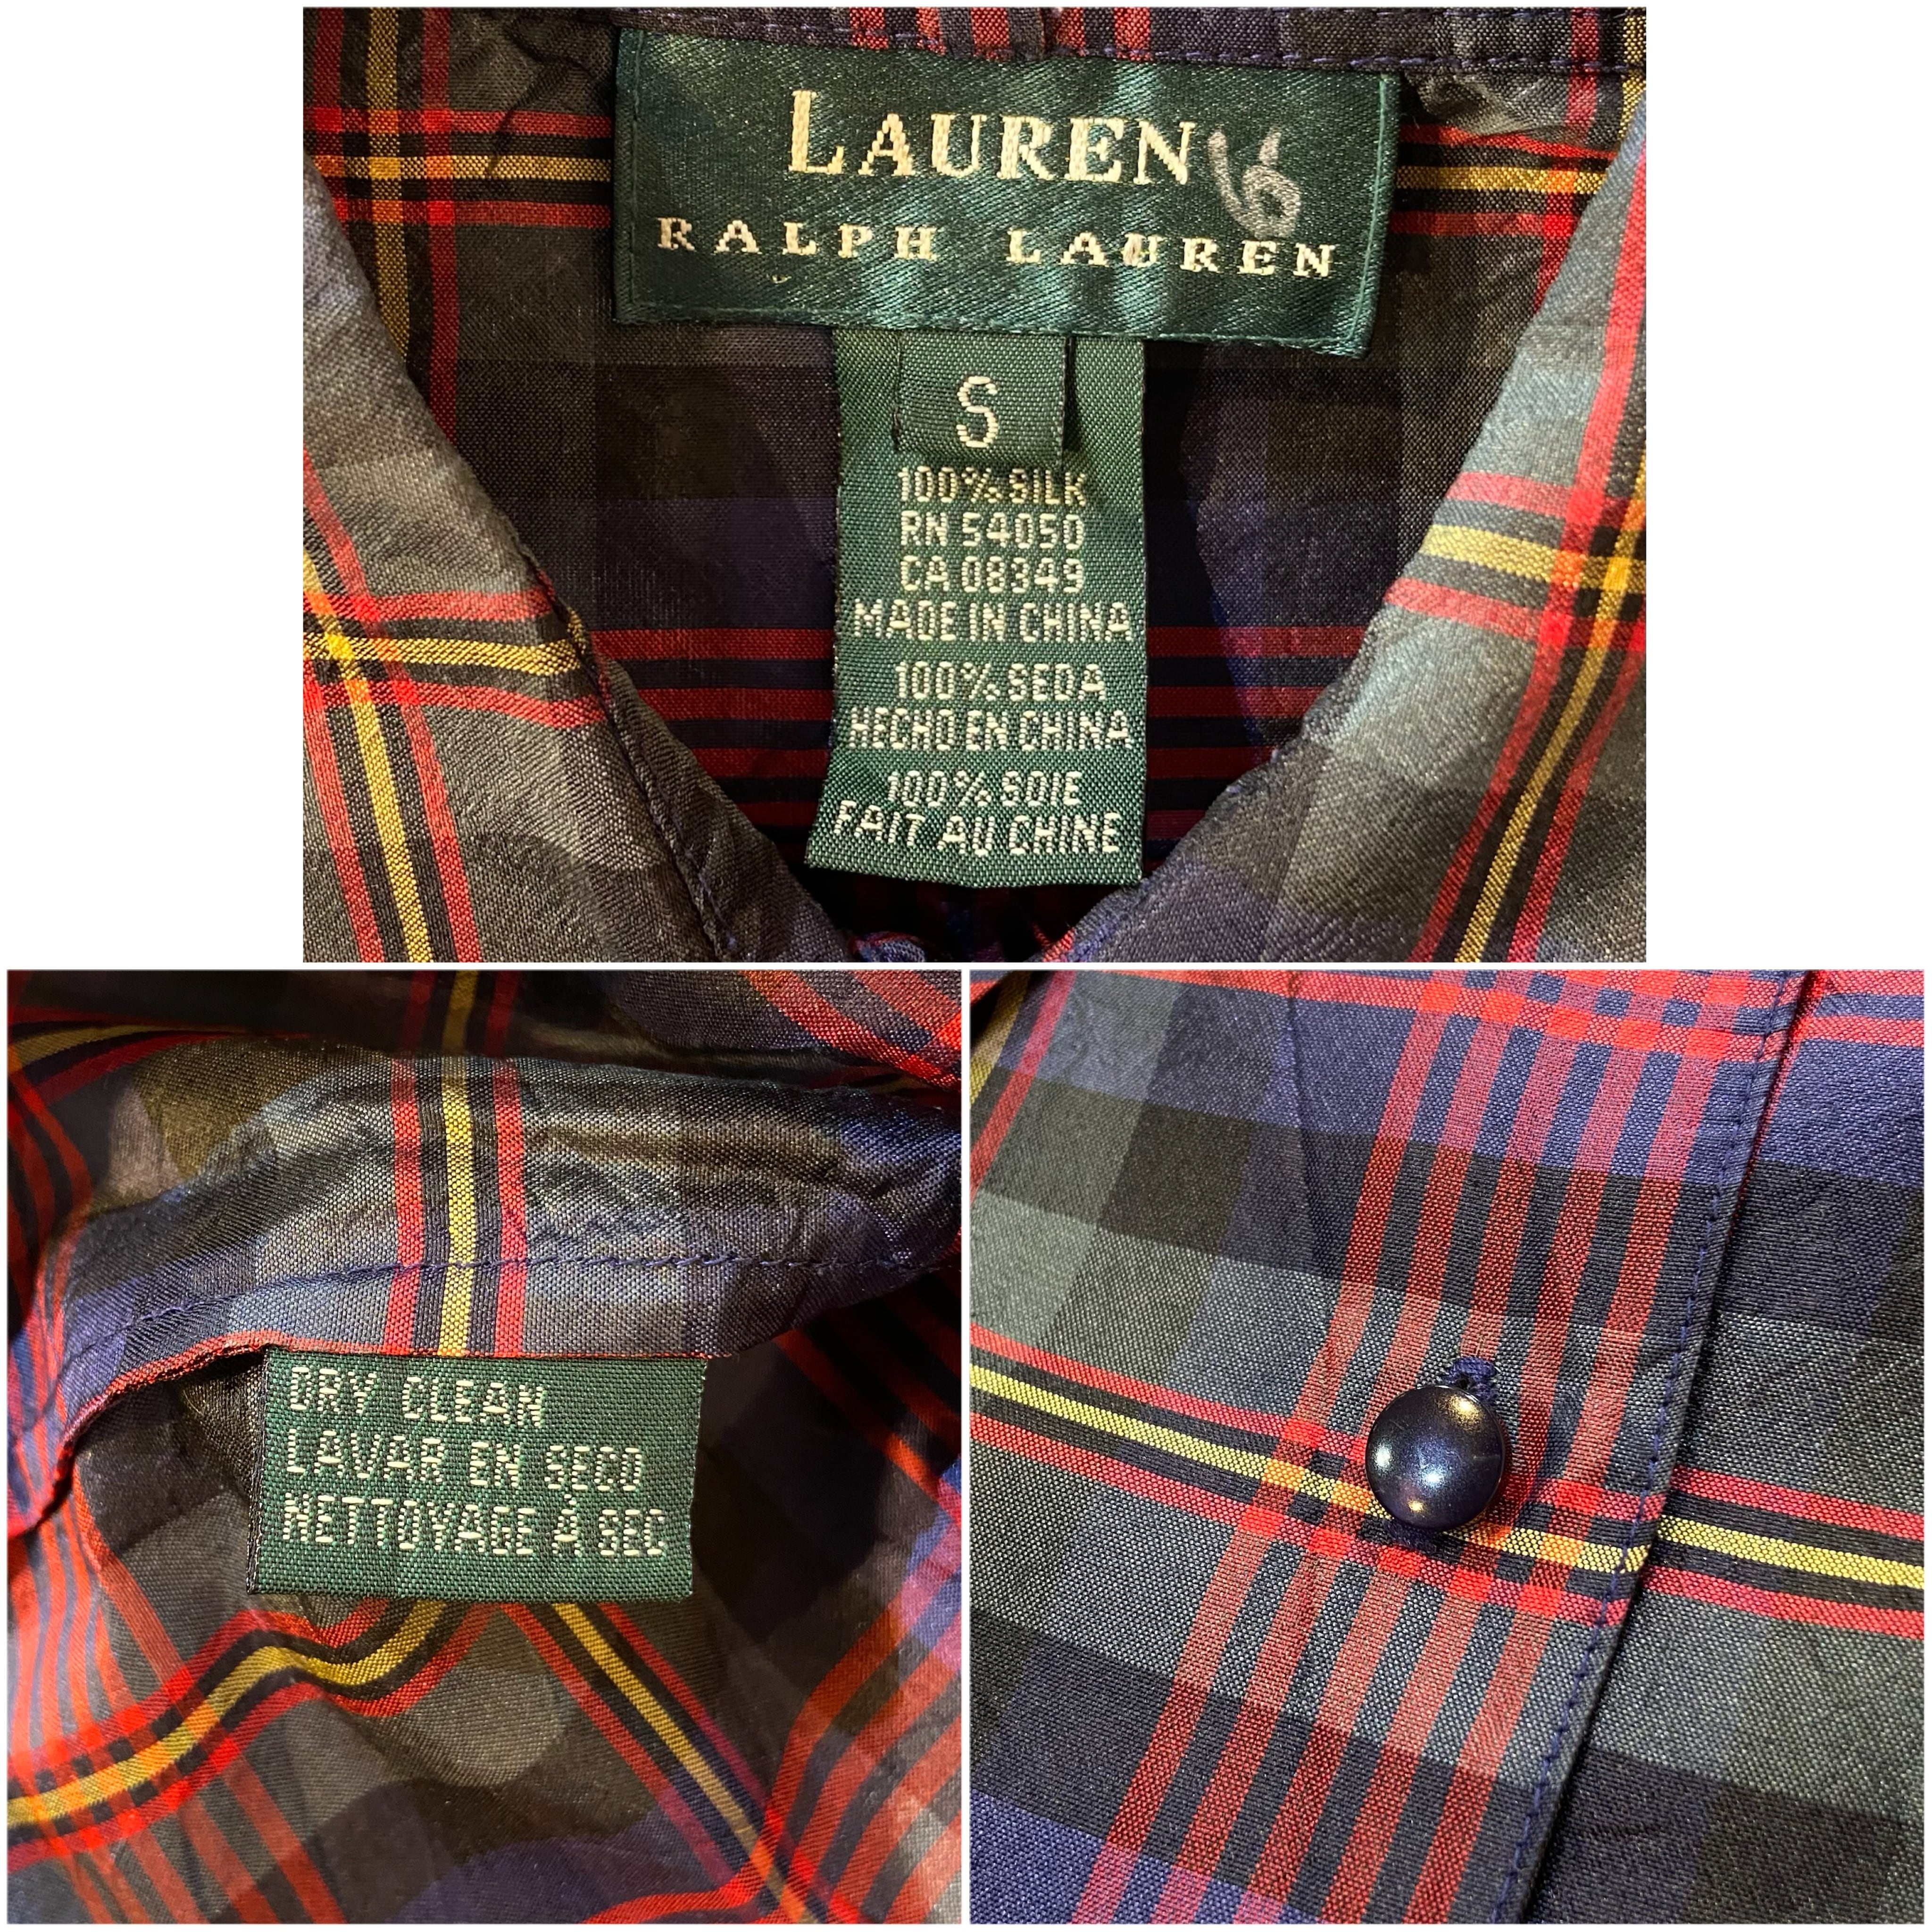 LAUREN
RALPH LAUREN
S
100% SILK
RN 54050
CA 08349
MADE IN CHINA
100% SEDA
HECHO EN CHINA
100% SOIE
FAIT AU CHINE
DRY CLEAN
LAVAR EN SECO
NETTOYAGE À SEC